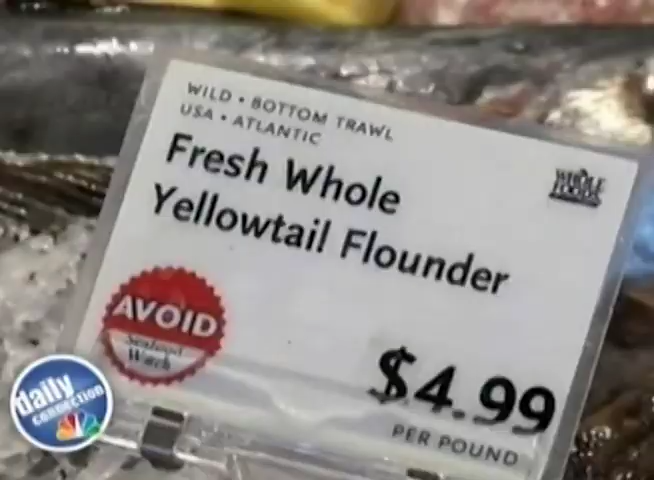 WILD • BOTTOM TRAWL
USA • ATLANTIC
Fresh Whole
Yellowtail Flounder
WHOLE
FOODS
AVOID
Seafood
Watch
$4.99
PER POUND
daily
connection